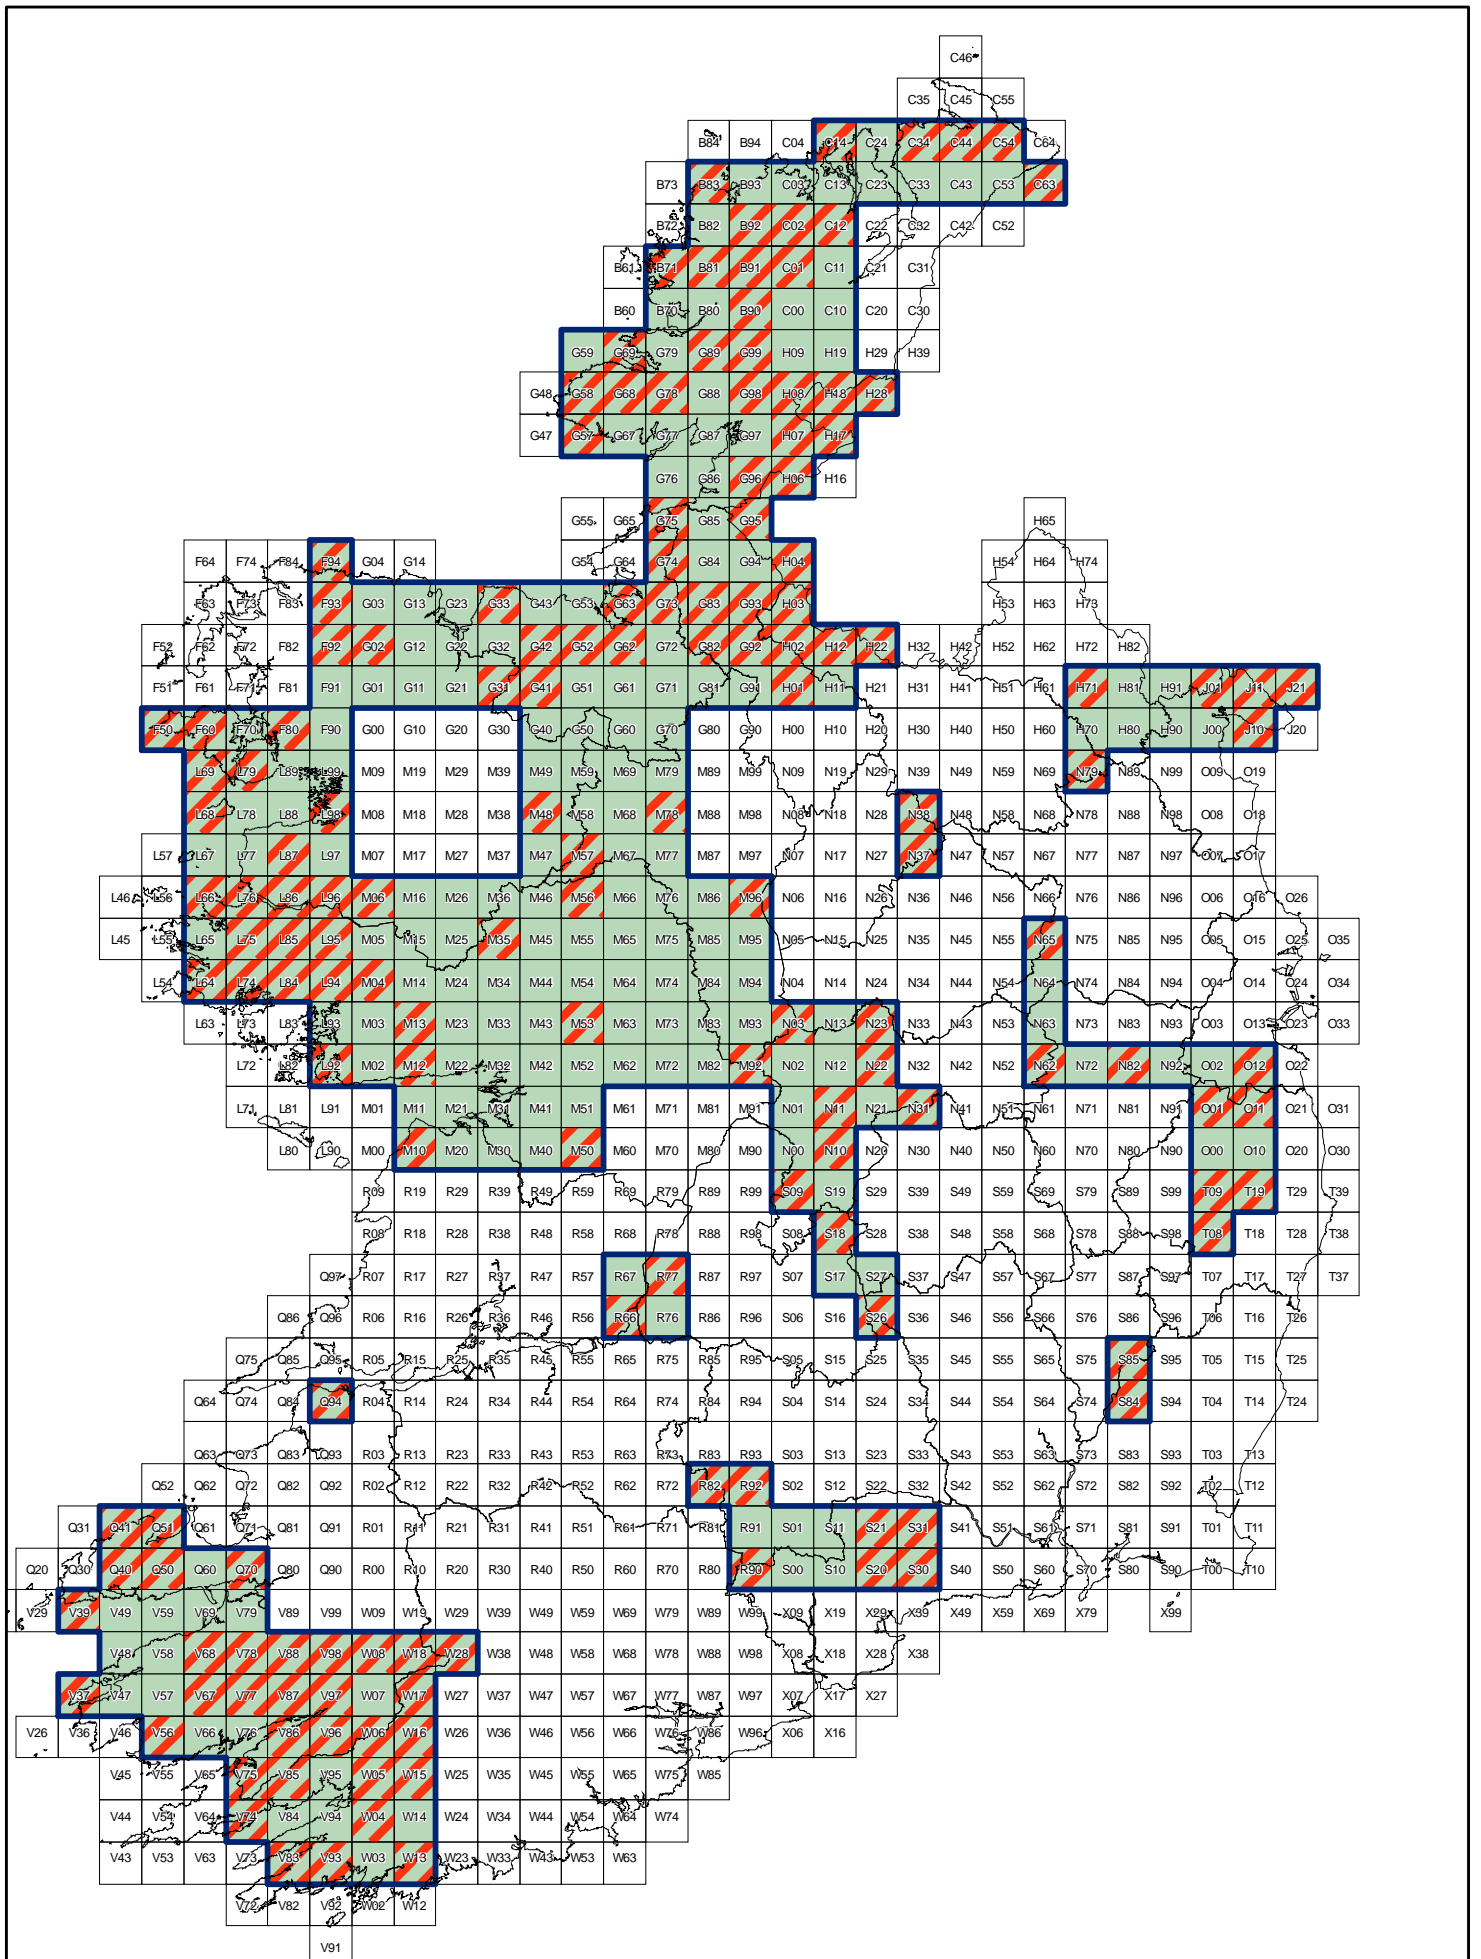 C46
C35 C45 C55
B84 B94 C04 C14 C24 C34 C44 C54 C64
B73 B83 B93 C03 C13 C23 C33 C43 C53 C63
B72 B82 B92 C02 C12 C22 C32 C42 C52
B61 B71 B81 B91 C01 C11 C21 C31
B60 B70 B80 B90 C00 C10 C20 C30
G59 G69 G79 G89 G99 H09 H19 H29 H39
G48 G58 G68 G78 G88 G98 H08 H18 H28
G47 G57 G67 G77 G87 G97 H07 H17
G76 G86 G96 H06 H16
G55 G65 G75 G85 G95 H65
F64 F74 F84 F94 G04 G14 G54 G64 G74 G84 G94 H04 H54 H64 H74
F63 F73 F83 F93 G03 G13 G23 G33 G43 G53 G63 G73 G83 G93 H03 H53 H63 H73
F52 F62 F72 F82 F92 G02 G12 G22 G32 G42 G52 G62 G72 G82 G92 H02 H12 H22 H32 H42 H52 H62 H72 H82
F51 F61 F71 F81 F91 G01 G11 G21 G31 G41 G51 G61 G71 G81 G91 H01 H11 H21 H31 H41 H51 H61 H71 H81 H91 J01 J11 J21
F50 F60 F70 F80 F90 G00 G10 G20 G30 G40 G50 G60 G70 G80 G90 H00 H10 H20 H30 H40 H50 H60 H70 H80 H90 J00 J10 J20
L69 L79 L89 L99 M09 M19 M29 M39 M49 M59 M69 M79 M89 M99 N09 N19 N29 N39 N49 N59 N69 N79 N89 N99 O09 O19
L68 L78 L88 L98 M08 M18 M28 M38 M48 M58 M68 M78 M88 M98 N08 N18 N28 N38 N48 N58 N68 N78 N88 N98 O08 O18
L57 L67 L77 L87 L97 M07 M17 M27 M37 M47 M57 M67 M77 M87 M97 N07 N17 N27 N37 N47 N57 N67 N77 N87 N97 O07 O17
L46 L56 L66 L76 L86 L96 M06 M16 M26 M36 M46 M56 M66 M76 M86 M96 N06 N16 N26 N36 N46 N56 N66 N76 N86 N96 O06 O16 O26
L45 L55 L65 L75 L85 L95 M05 M15 M25 M35 M45 M55 M65 M75 M85 M95 N05 N15 N25 N35 N45 N55 N65 N75 N85 N95 O05 O15 O25 O35
L54 L64 L74 L84 L94 M04 M14 M24 M34 M44 M54 M64 M74 M84 M94 N04 N14 N24 N34 N44 N54 N64 N74 N84 N94 O04 O14 O24 O34
L63 L73 L83 L93 M03 M13 M23 M33 M43 M53 M63 M73 M83 M93 N03 N13 N23 N33 N43 N53 N63 N73 N83 N93 O03 O13 O23 O33
L72 L82 L92 M02 M12 M22 M32 M42 M52 M62 M72 M82 M92 N02 N12 N22 N32 N42 N52 N62 N72 N82 N92 O02 O12 O22
L71 L81 L91 M01 M11 M21 M31 M41 M51 M61 M71 M81 M91 N01 N11 N21 N31 N41 N51 N61 N71 N81 N91 O01 O11 O21 O31
L80 L90 M00 M10 M20 M30 M40 M50 M60 M70 M80 M90 N00 N10 N20 N30 N40 N50 N60 N70 N80 N90 O00 O10 O20 O30
R09 R19 R29 R39 R49 R59 R69 R79 R89 R99 S09 S19 S29 S39 S49 S59 S69 S79 S89 S99 T09 T19 T29 T39
R08 R18 R28 R38 R48 R58 R68 R78 R88 R98 S08 S18 S28 S38 S48 S58 S68 S78 S88 S98 T08 T18 T28 T38
Q97 R07 R17 R27 R37 R47 R57 R67 R77 R87 R97 S07 S17 S27 S37 S47 S57 S67 S77 S87 S97 T07 T17 T27 T37
Q86 Q96 R06 R16 R26 R36 R46 R56 R66 R76 R86 R96 S06 S16 S26 S36 S46 S56 S66 S76 S86 S96 T06 T16 T26
Q75 Q85 Q95 R05 R15 R25 R35 R45 R55 R65 R75 R85 R95 S05 S15 S25 S35 S45 S55 S65 S75 S85 S95 T05 T15 T25
Q64 Q74 Q84 Q94 R04 R14 R24 R34 R44 R54 R64 R74 R84 R94 S04 S14 S24 S34 S44 S54 S64 S74 S84 S94 T04 T14 T24
Q63 Q73 Q83 Q93 R03 R13 R23 R33 R43 R53 R63 R73 R83 R93 S03 S13 S23 S33 S43 S53 S63 S73 S83 S93 T03 T13
Q52 Q62 Q72 Q82 Q92 R02 R12 R22 R32 R42 R52 R62 R72 R82 R92 S02 S12 S22 S32 S42 S52 S62 S72 S82 S92 T02 T12
Q31 Q41 Q51 Q61 Q71 Q81 Q91 R01 R11 R21 R31 R41 R51 R61 R71 R81 R91 S01 S11 S21 S31 S41 S51 S61 S71 S81 S91 T01 T11
Q20 Q30 Q40 Q50 Q60 Q70 Q80 Q90 R00 R10 R20 R30 R40 R50 R60 R70 R80 R90 S00 S10 S20 S30 S40 S50 S60 S70 S80 S90 T00 T10
V29 V39 V49 V59 V69 V79 V89 V99 W09 W19 W29 W39 W49 W59 W69 W79 W89 W99 X09 X19 X29 X39 X49 X59 X69 X79 X99
V48 V58 V68 V78 V88 V98 W08 W18 W28 W38 W48 W58 W68 W78 W88 W98 X08 X18 X28 X38
V37 V47 V57 V67 V77 V87 V97 W07 W17 W27 W37 W47 W57 W67 W77 W87 W97 X07 X17 X27
V26 V36 V46 V56 V66 V76 V86 V96 W06 W16 W26 W36 W46 W56 W66 W76 W86 W96 X06 X16
V45 V55 V65 V75 V85 V95 W05 W15 W25 W35 W45 W55 W65 W75 W85
V44 V54 V64 V74 V84 V94 W04 W14 W24 W34 W44 W54 W64 W74
V43 V53 V63 V73 V83 V93 W03 W13 W23 W33 W43 W53 W63
V72 V82 V92 W02 W12
V91